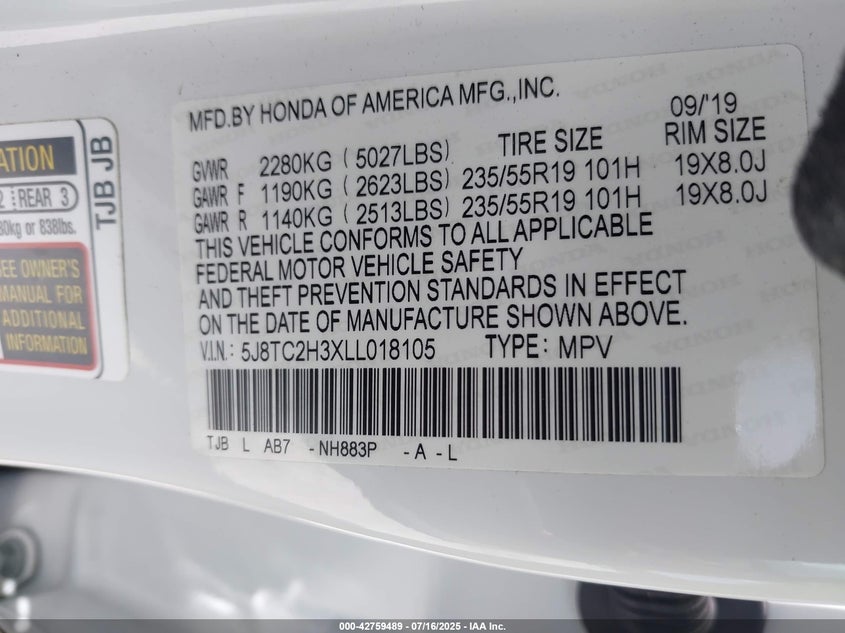 ATION
2 REAR 3
80kg or 838lbs.
SEE OWNER'S
MANUAL FOR
ADDITIONAL
INFORMATION
TJB JB
MFD.BY HONDA OF AMERICA MFG.,INC.
09/'19
GVWR 2280KG (5027LBS) TIRE SIZE RIM SIZE
GAWR F 1190KG (2623LBS) 235/55R19 101H 19X8.0J
GAWR R 1140KG (2513LBS) 235/55R19 101H 19X8.0J
THIS VEHICLE CONFORMS TO ALL APPLICABLE
FEDERAL MOTOR VEHICLE SAFETY
AND THEFT PREVENTION STANDARDS IN EFFECT
ON THE DATE OF MANUFACTURE SHOWN ABOVE.
V.I.N.: 5J8TC2H3XLL018105 TYPE: MPV
TJB L AB7 -NH883P -A -L
000-42759489 - 07/16/2025 - IAA Inc.